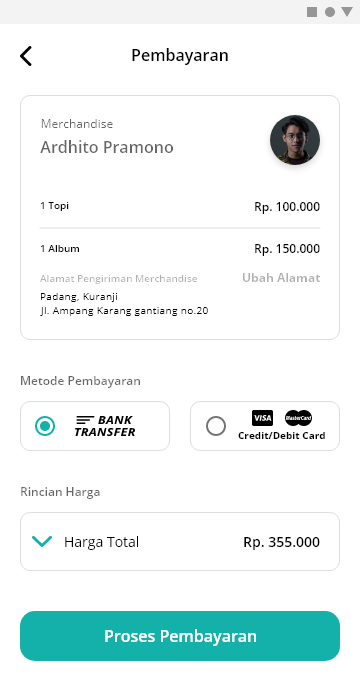 Pembayaran
Merchandise
Ardhito Pramono
1 Topi
Rp. 100.000
1 Album
Rp. 150.000
Alamat Pengiriman Merchandise
Ubah Alamat
Padang, Kuranji
Jl. Ampang Karang gantiang no.20
Metode Pembayaran
BANK
TRANSFER
VISA
MasterCard
Credit/Debit Card
Rincian Harga
Harga Total
Rp. 355.000
Proses Pembayaran